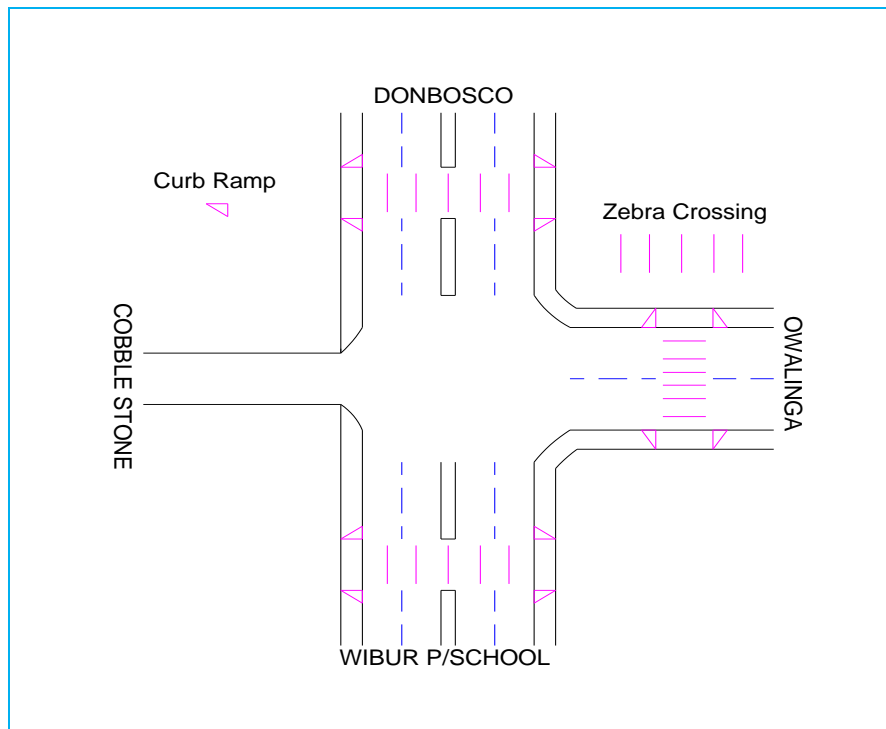 DONBOSCO
Curb Ramp
Zebra Crossing
COBBLE STONE
OWALINGA
WIBUR P/SCHOOL